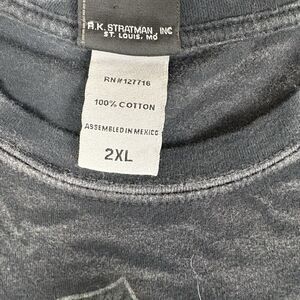 R.K. STRATMAN, INC
ST. LOUIS, MO
RN#127716
100% COTTON
ASSEMBLED IN MEXICO
2XL